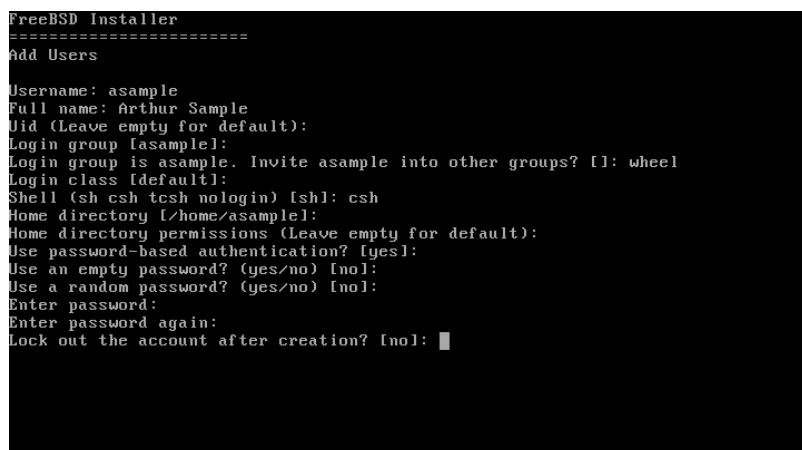 FreeBSD Installer
========================
Add Users
Username: asample
Full name: Arthur Sample
Uid (Leave empty for default):
Login group [asample]:
Login group is asample. Invite asample into other groups? []: wheel
Login class [default]:
Shell (sh csh tcsh nologin) [sh]: csh
Home directory [/home/asample]:
Home directory permissions (Leave empty for default):
Use password-based authentication? [yes]:
Use an empty password? (yes/no) [no]:
Use a random password? (yes/no) [no]:
Enter password:
Enter password again:
Lock out the account after creation? [no]: